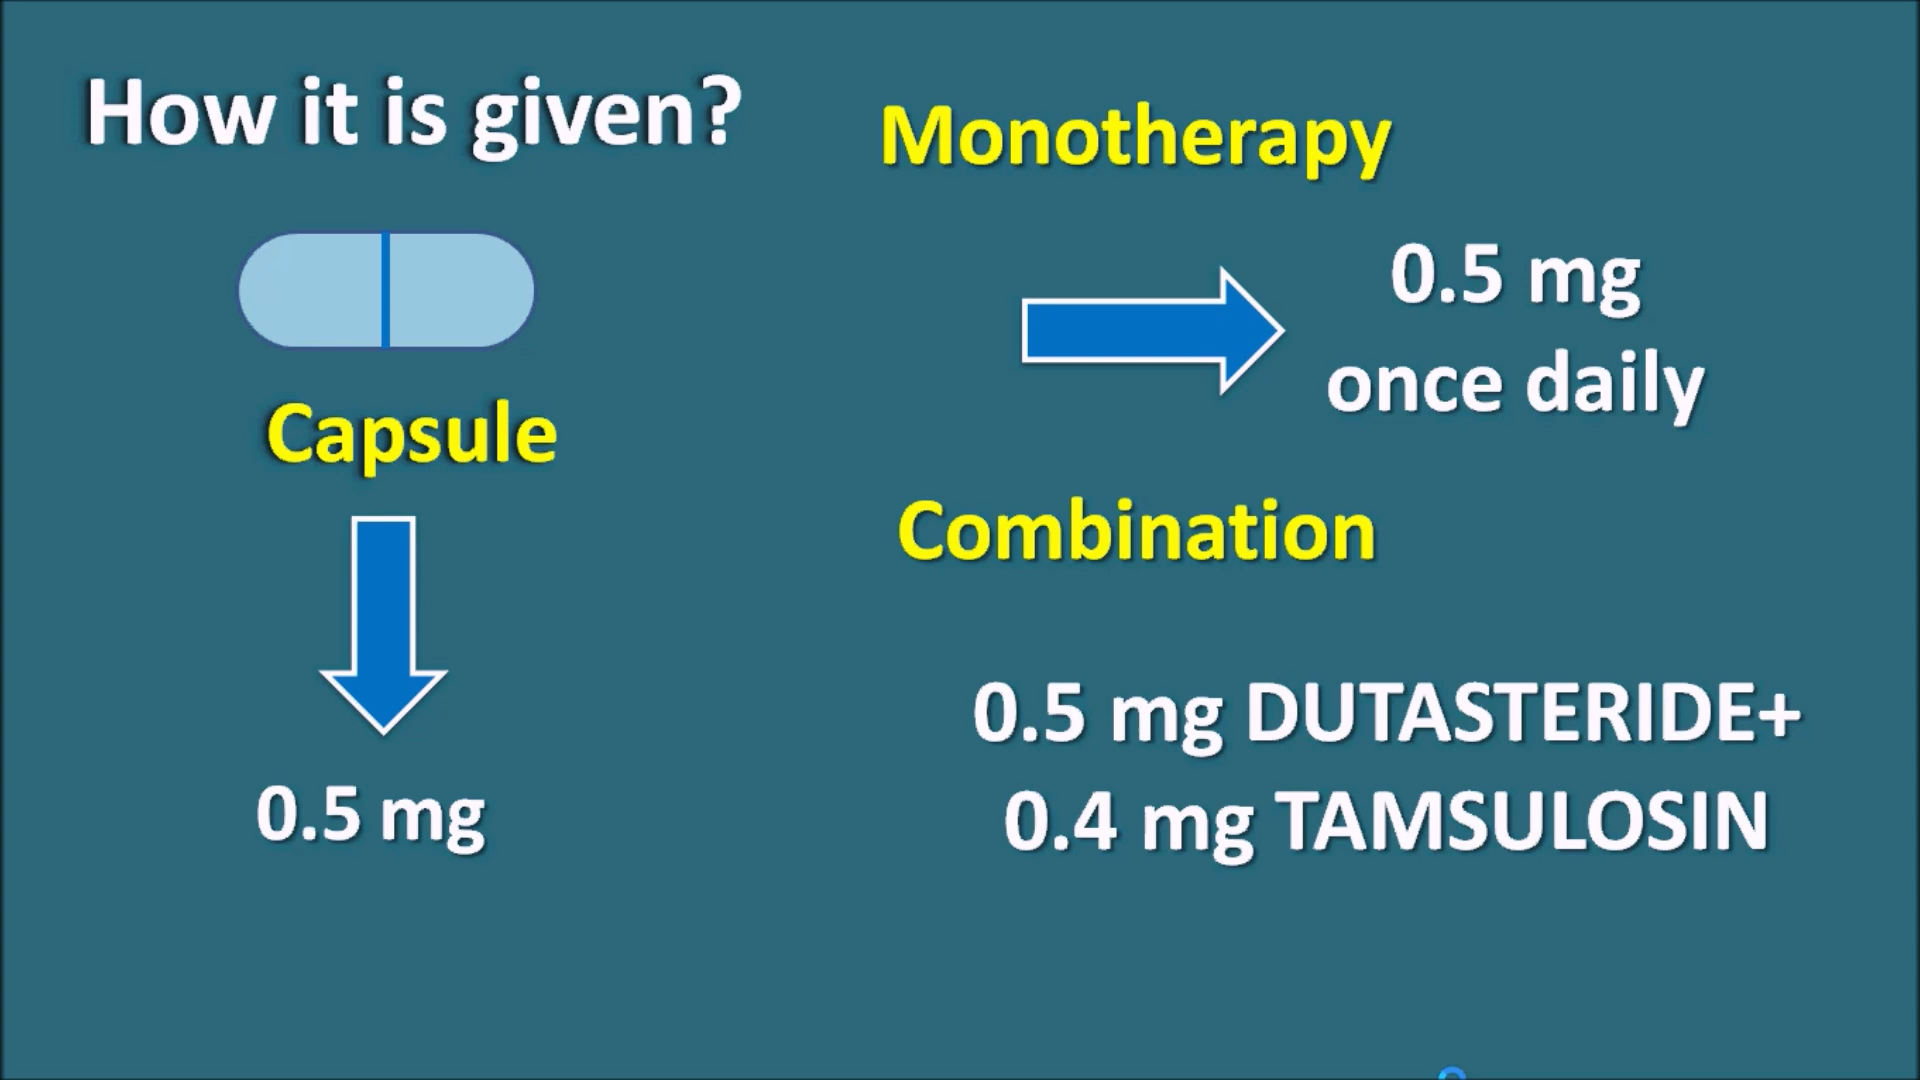 How it is given?
Capsule
0.5 mg
Monotherapy
0.5 mg
once daily
Combination
0.5 mg DUTASTERIDE+
0.4 mg TAMSULOSIN